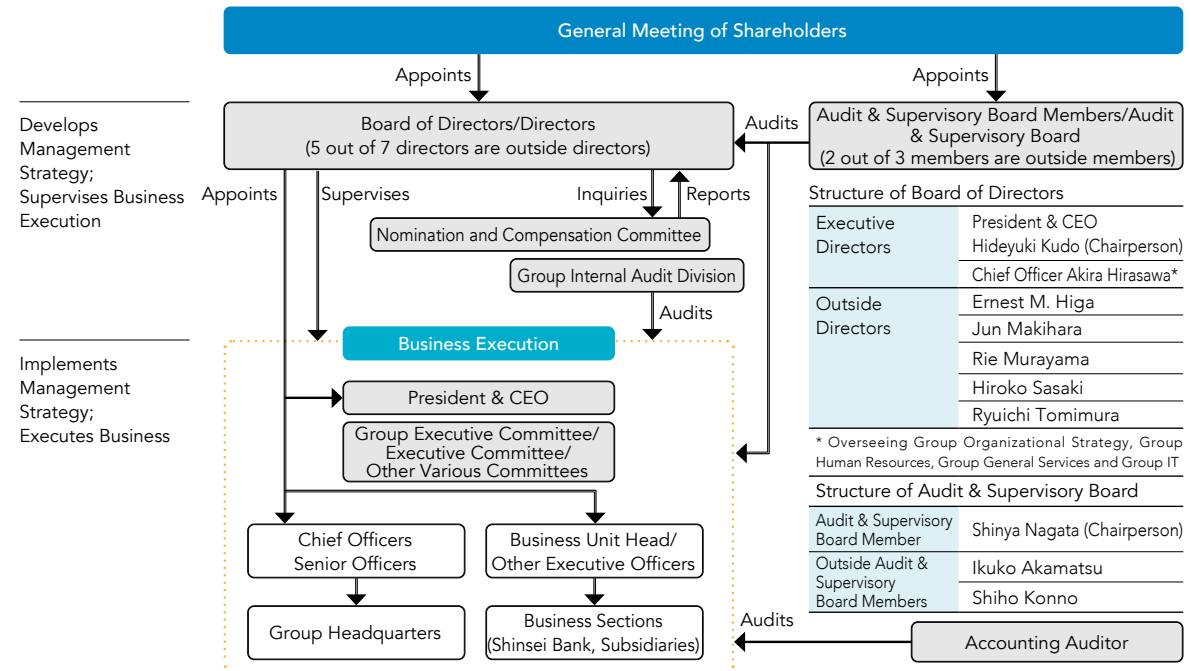 General Meeting of Shareholders
Appoints
Appoints
Develops
Management
Strategy;
Supervises Business
Execution
Board of Directors/Directors
(5 out of 7 directors are outside directors)
Audits
Audit & Supervisory Board Members/Audit
& Supervisory Board
(2 out of 3 members are outside members)
Appoints
Supervises
Inquiries
Reports
Nomination and Compensation Committee
Group Internal Audit Division
Audits
Structure of Board of Directors
Executive
Directors
President & CEO
Hideyuki Kudo (Chairperson)
Chief Officer Akira Hirasawa*
Outside
Directors
Ernest M. Higa
Jun Makihara
Rie Murayama
Hiroko Sasaki
Ryuichi Tomimura
* Overseeing Group Organizational Strategy, Group
Human Resources, Group General Services and Group IT
Implements
Management
Strategy;
Executes Business
Business Execution
President & CEO
Group Executive Committee/
Executive Committee/
Other Various Committees
Chief Officers
Senior Officers
Business Unit Head/
Other Executive Officers
Group Headquarters
Business Sections
(Shinsei Bank, Subsidiaries)
Structure of Audit & Supervisory Board
Audit & Supervisory
Board Member
Shinya Nagata (Chairperson)
Outside Audit &
Supervisory
Board Members
Ikuko Akamatsu
Shiho Konno
Audits
Accounting Auditor